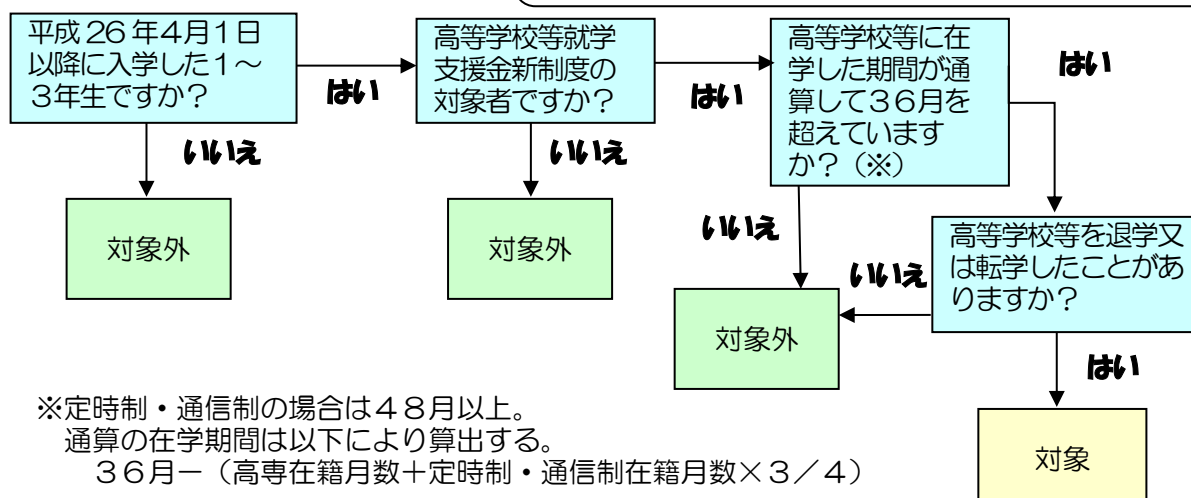 平成26年4月1日
以降に入学した1～
3年生ですか？
はい
いいえ
対象外
高等学校等就学
支援金新制度の
対象者ですか？
はい
いいえ
対象外
高等学校等に在
学した期間が通
算して３６月を
超えています
か？（※）
はい
いいえ
対象外
高等学校等を退学又
は転学したことがあ
りますか？
いいえ
はい
対象
※定時制・通信制の場合は４８月以上。
通算の在学期間は以下により算出する。
３６月－（高専在籍月数＋定時制・通信制在籍月数×３／４）